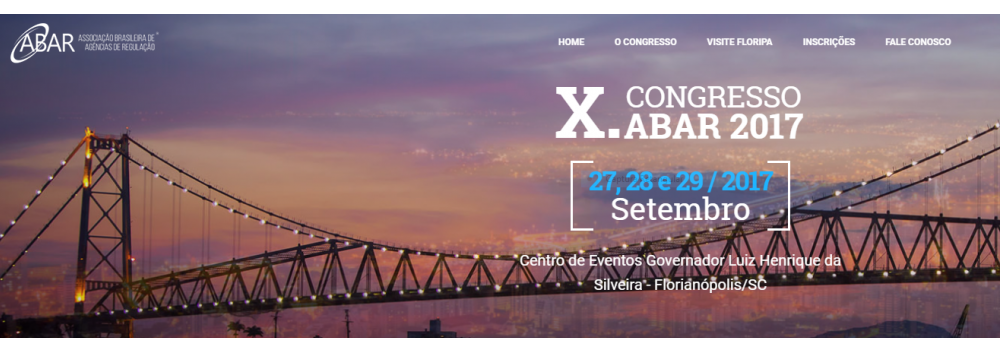 ABAR
ASSOCIAÇÃO BRASILEIRA DE
AGÊNCIAS DE REGULAÇÃO
HOME O CONGRESSO VISITE FLORIPA INSCRIÇÕES FALE CONOSCO
X. CONGRESSO
ABAR 2017
27, 28 e 29 / 2017
Setembro
Centro de Eventos Governador Luiz Henrique da
Silveira - Florianópolis/SC